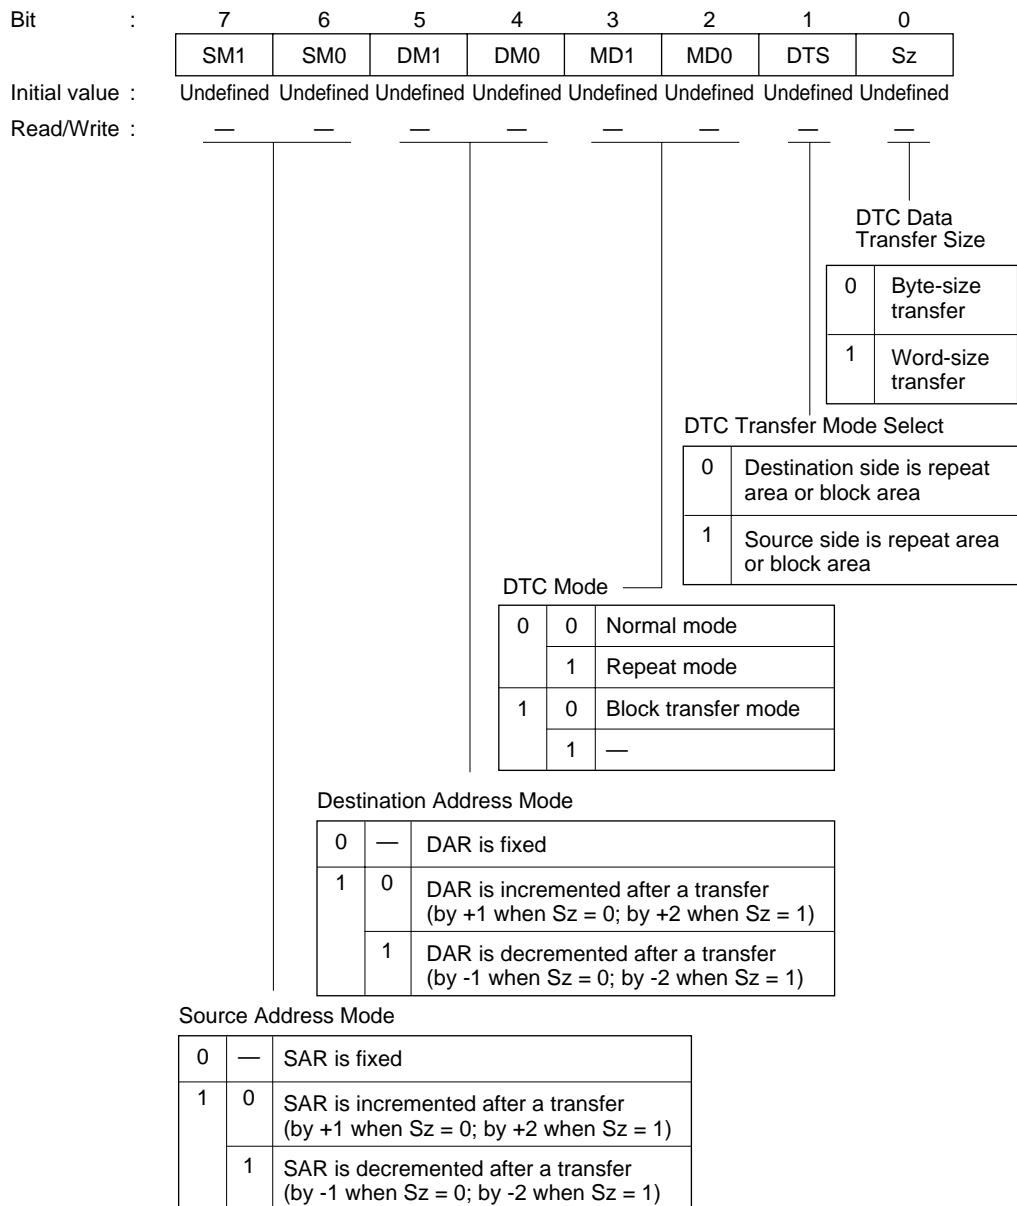 Bit : 7 6 5 4 3 2 1 0
SM1 SM0 DM1 DM0 MD1 MD0 DTS Sz
Initial value : Undefined Undefined Undefined Undefined Undefined Undefined Undefined Undefined
Read/Write : — — — — — — — —
DTC Data
Transfer Size
0 Byte-size
transfer
1 Word-size
transfer
DTC Transfer Mode Select
0 Destination side is repeat
area or block area
1 Source side is repeat area
or block area
DTC Mode
0 0 Normal mode
1 Repeat mode
1 0 Block transfer mode
1 —
Destination Address Mode
0 — DAR is fixed
1 0 DAR is incremented after a transfer
(by +1 when Sz = 0; by +2 when Sz = 1)
1 DAR is decremented after a transfer
(by -1 when Sz = 0; by -2 when Sz = 1)
Source Address Mode
0 — SAR is fixed
1 0 SAR is incremented after a transfer
(by +1 when Sz = 0; by +2 when Sz = 1)
1 SAR is decremented after a transfer
(by -1 when Sz = 0; by -2 when Sz = 1)